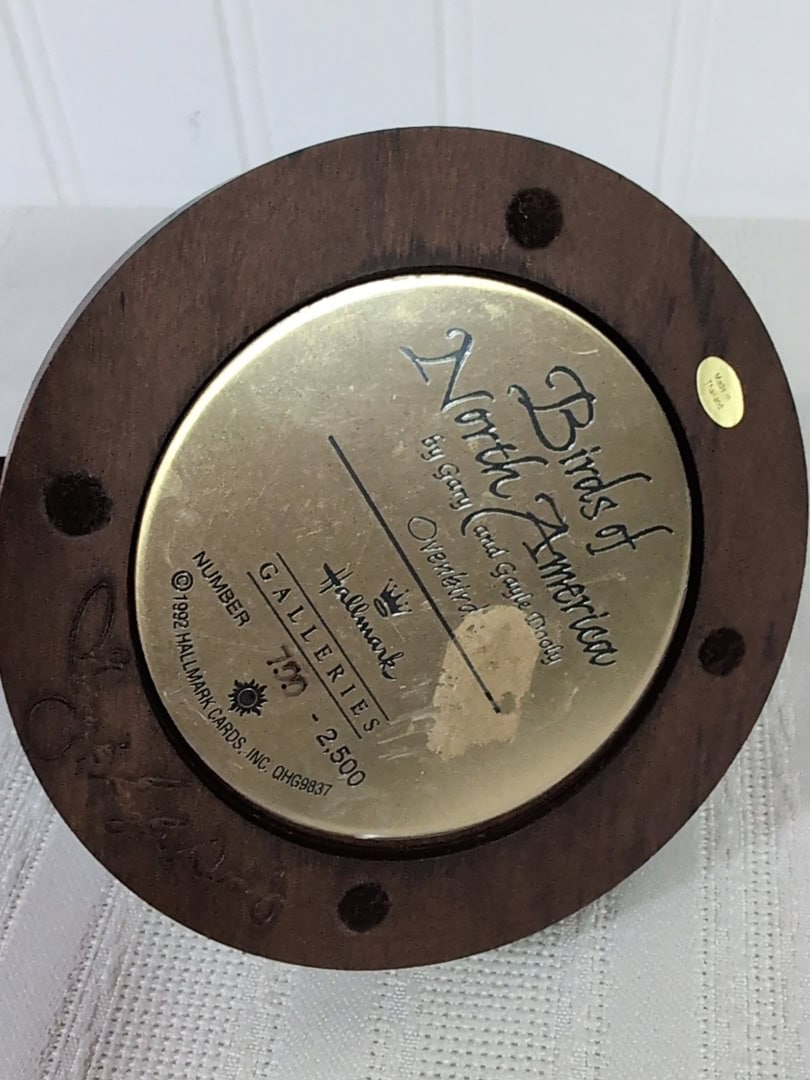 Birds of
North America
By Gary and Gayle Dooly
Ovenbird
Hallmark
GALLERIES
NUMBER 799 - 2,500
©1992 HALLMARK CARDS, INC. QHG9837
Made in
Thailand